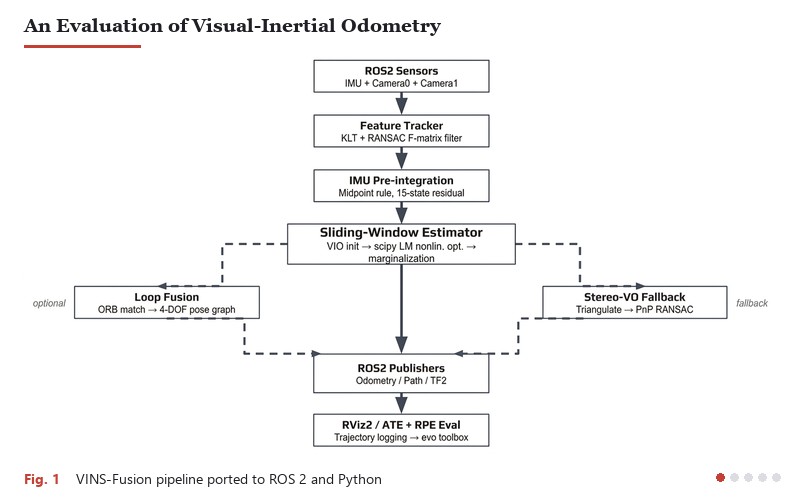 An Evaluation of Visual-Inertial Odometry
ROS2 Sensors
IMU + Camera0 + Camera1
Feature Tracker
KLT + RANSAC F-matrix filter
IMU Pre-integration
Midpoint rule, 15-state residual
Sliding-Window Estimator
VIO init → scipy LM nonlin. opt. →
marginalization
optional
Loop Fusion
ORB match → 4-DOF pose graph
Stereo-VO Fallback
Triangulate → PnP RANSAC
fallback
ROS2 Publishers
Odometry / Path / TF2
RViz2 / ATE + RPE Eval
Trajectory logging → evo toolbox
Fig. 1 VINS-Fusion pipeline ported to ROS 2 and Python